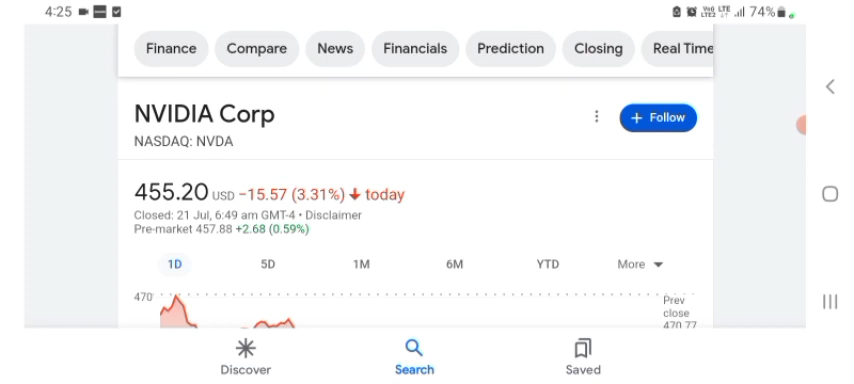 4:25
LTE 74%
Finance Compare News Financials Prediction Closing Real Time
NVIDIA Corp
+ Follow
NASDAQ: NVDA
455.20 USD −15.57 (3.31%) today
Closed: 21 Jul, 6:49 am GMT-4 • Disclaimer
Pre-market 457.88 +2.68 (0.59%)
1D 5D 1M 6M YTD More
470
Prev
close
470.77
Discover Search Saved